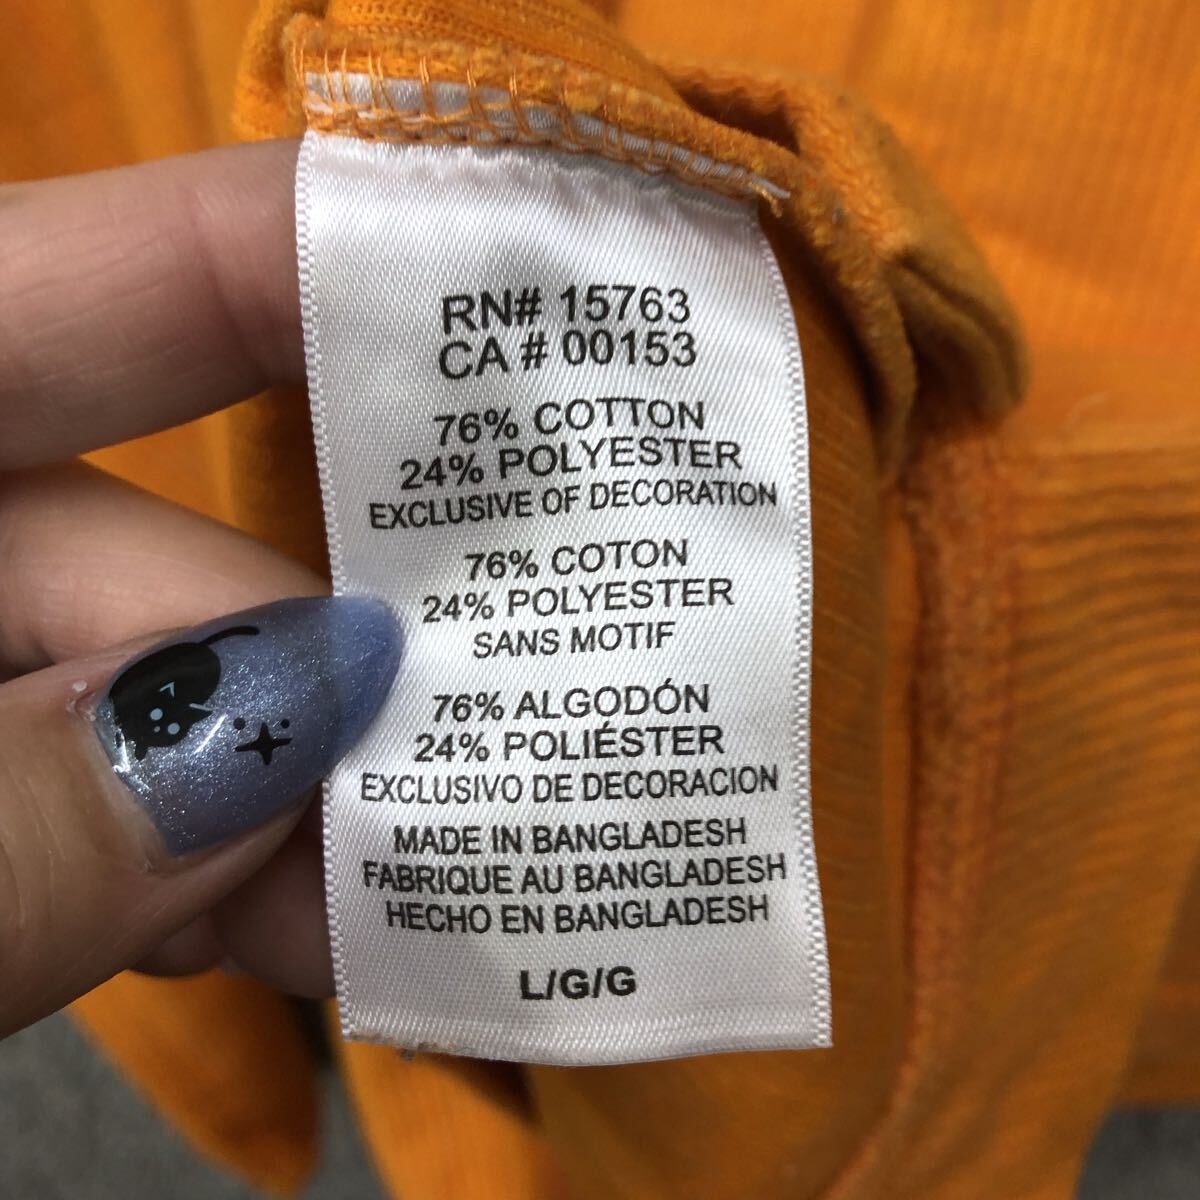 RN# 15763
CA # 00153
76% COTTON
24% POLYESTER
EXCLUSIVE OF DECORATION
76% COTON
24% POLYESTER
SANS MOTIF
76% ALGODÓN
24% POLIÉSTER
EXCLUSIVO DE DECORACION
MADE IN BANGLADESH
FABRIQUE AU BANGLADESH
HECHO EN BANGLADESH
L/G/G